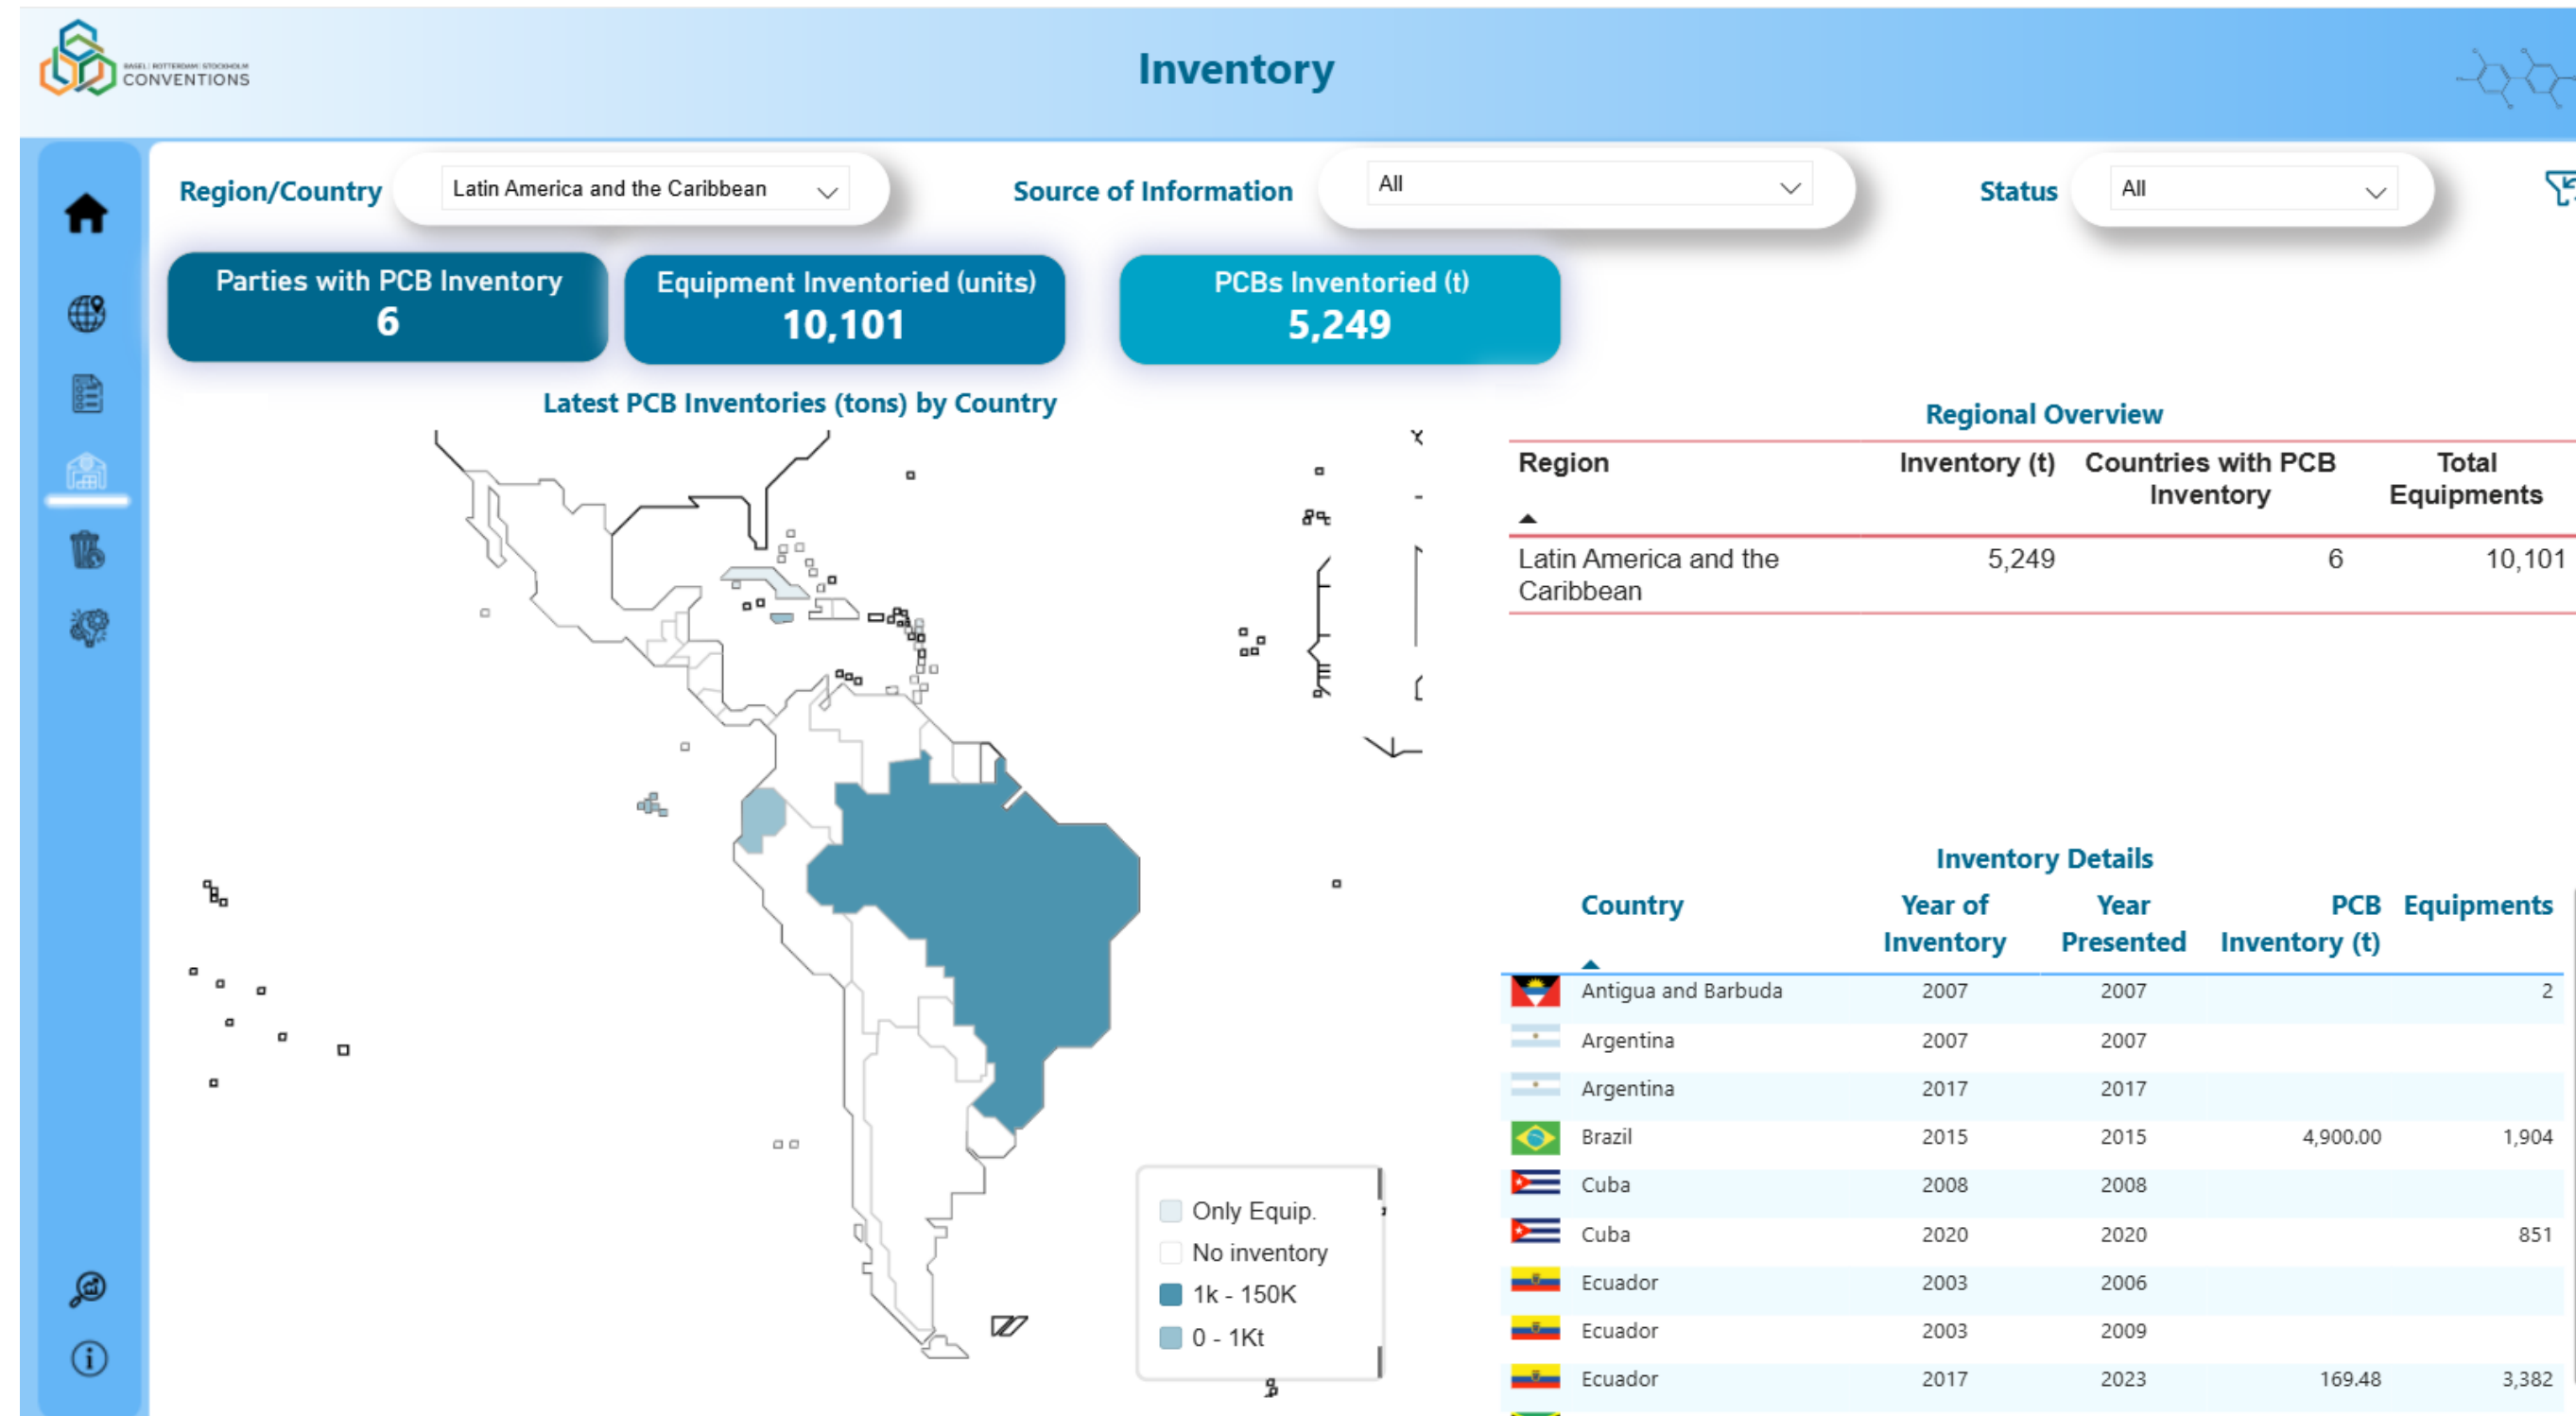 BASEL | ROTTERDAM | STOCKHOLM
CONVENTIONS
Inventory
Region/Country
Latin America and the Caribbean
Source of Information
All
Status
All
Parties with PCB Inventory
6
Equipment Inventoried (units)
10,101
PCBs Inventoried (t)
5,249
Latest PCB Inventories (tons) by Country
Only Equip.
No inventory
1k - 150K
0 - 1Kt
Regional Overview
Region Inventory (t) Countries with PCB Total
Inventory Equipments
Latin America and the 5,249 6 10,101
Caribbean
Inventory Details
Country Year of Year PCB Equipments
Inventory Presented Inventory (t)
Antigua and Barbuda 2007 2007 2
Argentina 2007 2007
Argentina 2017 2017
Brazil 2015 2015 4,900.00 1,904
Cuba 2008 2008
Cuba 2020 2020 851
Ecuador 2003 2006
Ecuador 2003 2009
Ecuador 2017 2023 169.48 3,382